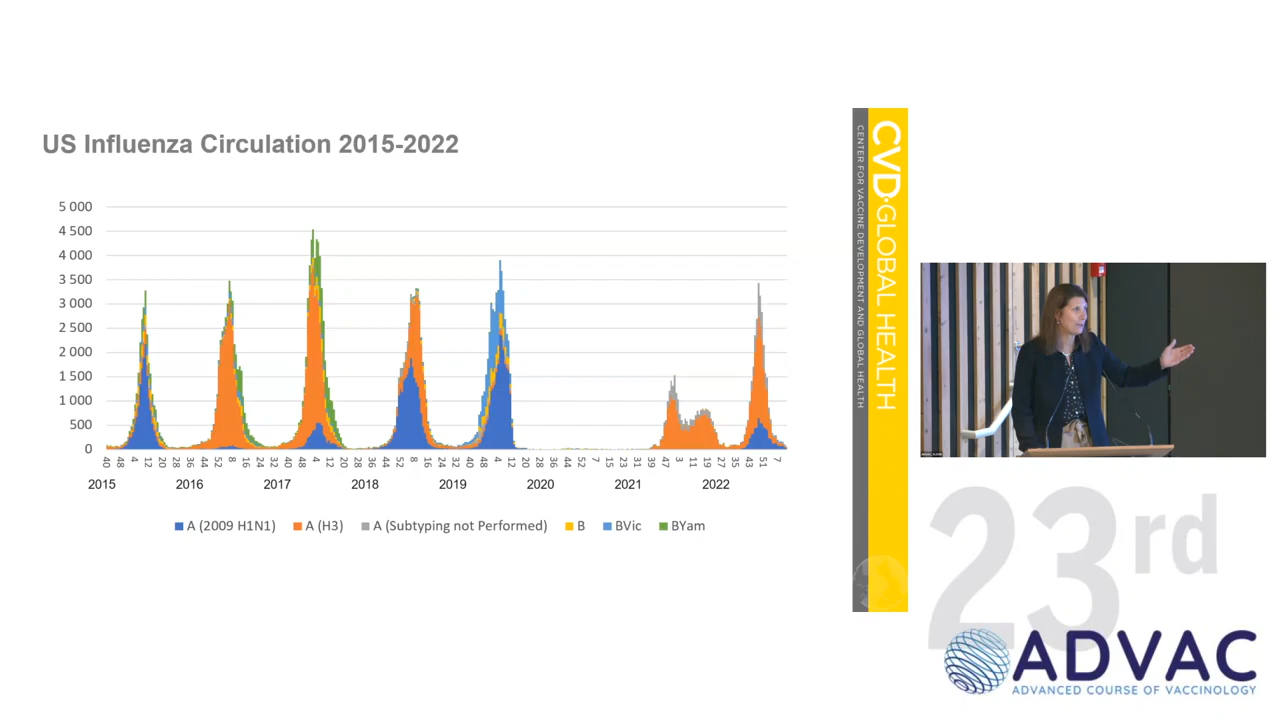 US Influenza Circulation 2015-2022
5 000
4 500
4 000
3 500
3 000
2 500
2 000
1 500
1 000
500
0
40 48 4 12 20 28 36 44 52 8 16 24 32 40 48 4 12 20 28 36 44 52 8 16 24 32 40 48 4 12 20 28 36 44 52 7 15 23 31 39 47 3 11 19 27 35 43 51 7
2015 2016 2017 2018 2019 2020 2021 2022
A (2009 H1N1) A (H3) A (Subtyping not Performed) B BVic BYam
CENTER FOR VACCINE DEVELOPMENT AND GLOBAL HEALTH
CVD·GLOBAL HEALTH
23rd
ADVAC
ADVANCED COURSE OF VACCINOLOGY